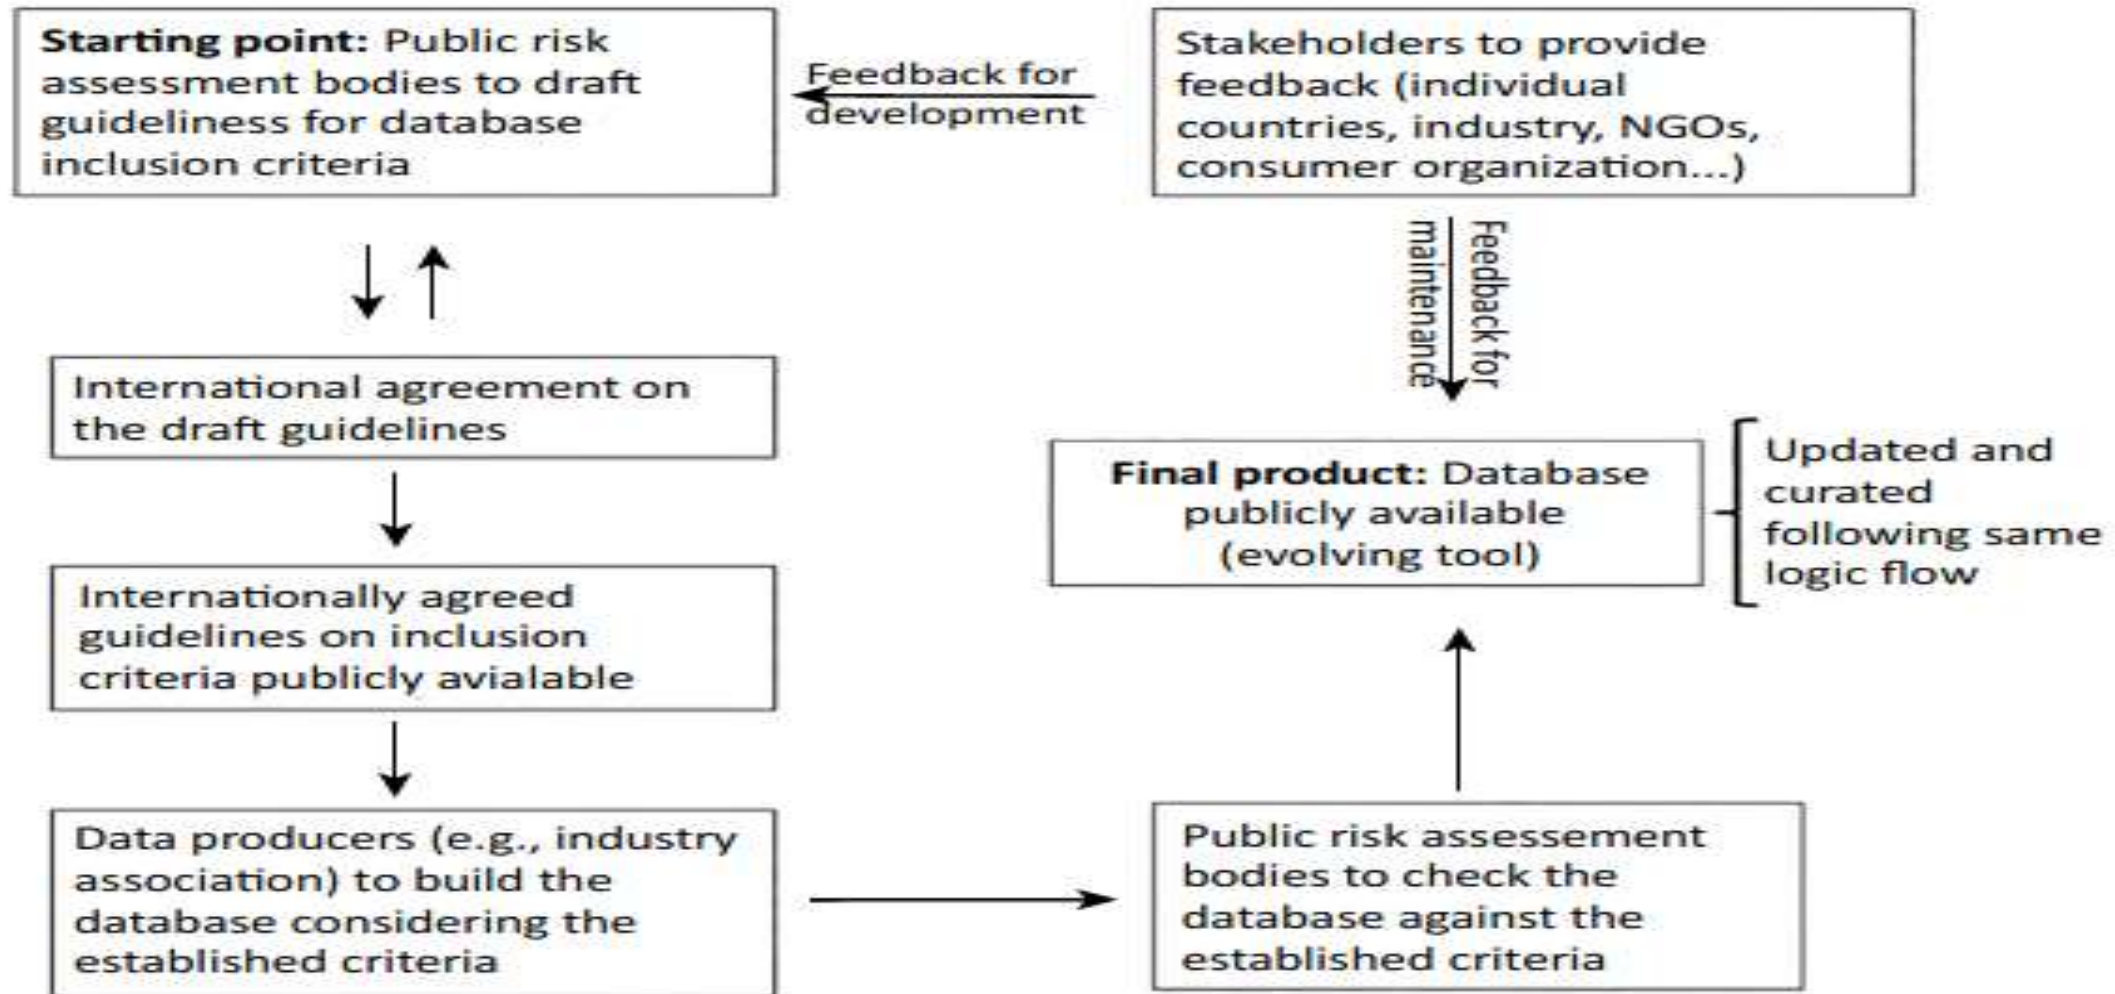 Starting point: Public risk
assessment bodies to draft
guideliness for database
inclusion criteria
Feedback for
development
Stakeholders to provide
feedback (individual
countries, industry, NGOs,
consumer organization...)
Feedback for
maintenance
International agreement on
the draft guidelines
Final product: Database
publicly available
(evolving tool)
Updated and
curated
following same
logic flow
Internationally agreed
guidelines on inclusion
criteria publicly avialable
Data producers (e.g., industry
association) to build the
database considering the
established criteria
Public risk assessement
bodies to check the
database against the
established criteria